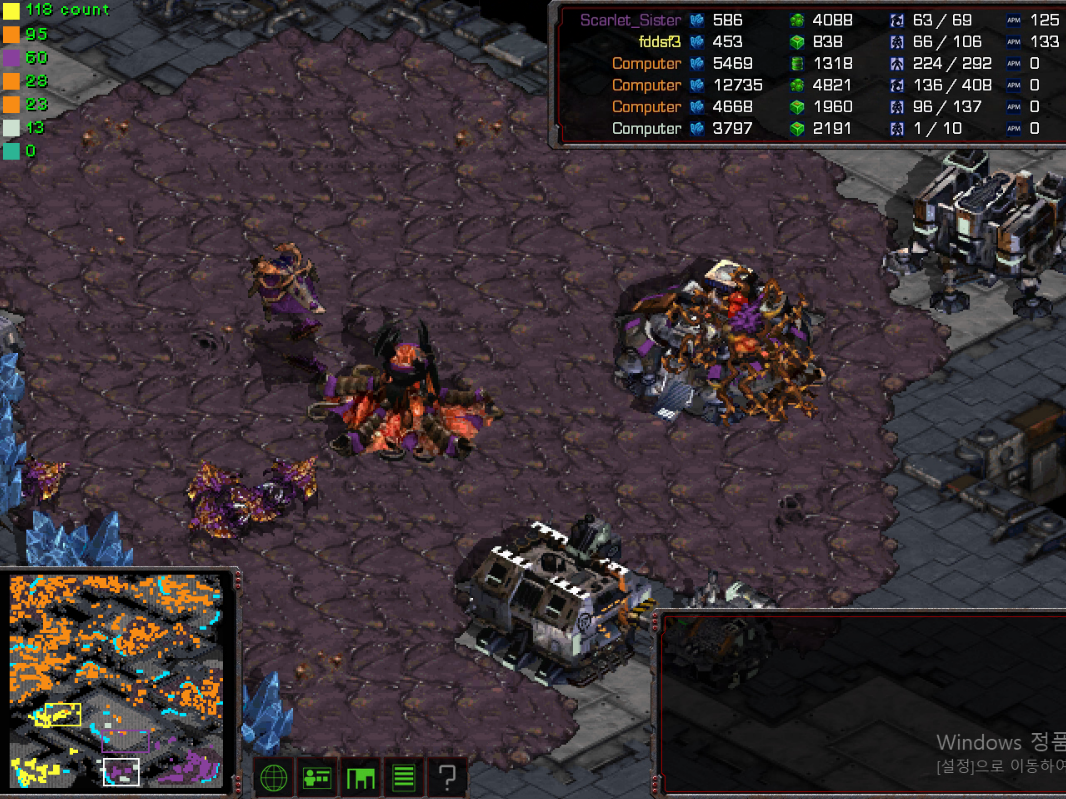 118 count
95
60
28
23
13
0
Scarlet_Sister 586 4088 63 / 69 APM 125
fddsf3 453 838 66 / 106 APM 133
Computer 5469 1318 224 / 292 APM 0
Computer 12735 4821 136 / 408 APM 0
Computer 4668 1960 96 / 137 APM 0
Computer 3797 2191 1 / 10 APM 0
Windows 정품
[설정]으로 이동하여